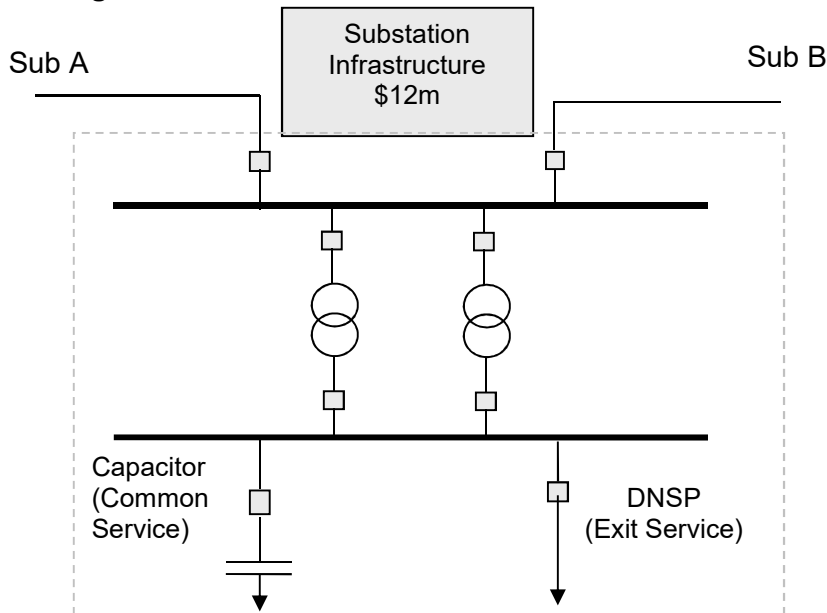 Substation
Infrastructure
$12m
Sub A
Sub B
Capacitor
(Common
Service)
DNSP
(Exit Service)